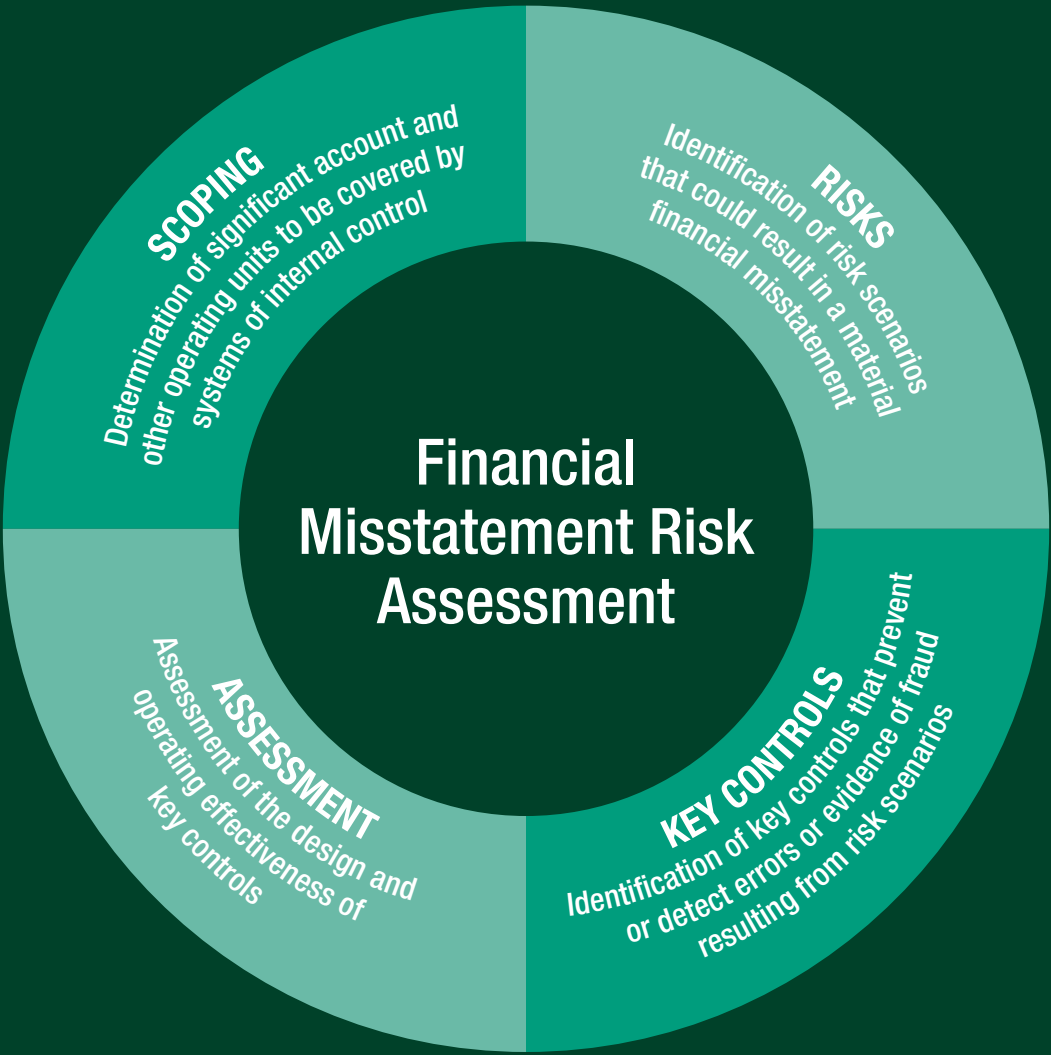 SCOPING
Determination of significant account and
other operating units to be covered by
systems of internal control
RISKS
Identification of risk scenarios
that could result in a material
financial misstatement
Financial
Misstatement Risk
Assessment
ASSESSMENT
Assessment of the design and
operating effectiveness of
key controls
KEY CONTROLS
Identification of key controls that prevent
or detect errors or evidence of fraud
resulting from risk scenarios